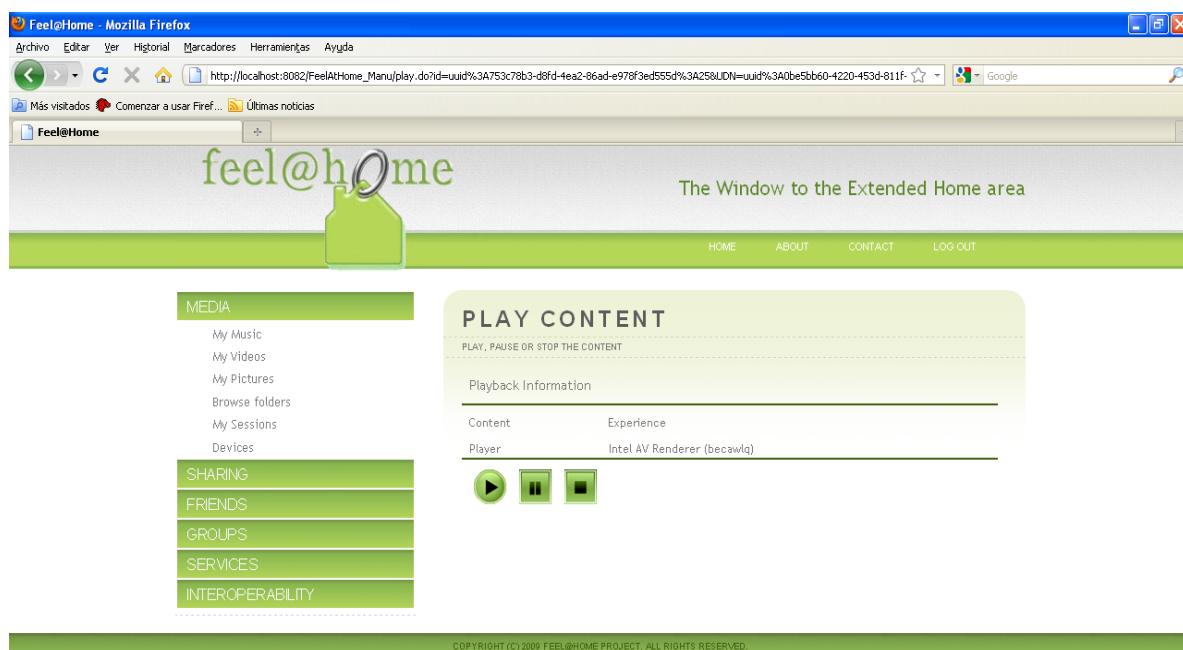 Feel@Home - Mozilla Firefox
Archivo Editar Ver Historial Marcadores Herramientas Ayuda
http://localhost:8082/FeelAtHome_Manu/play.do?id=uuid%3A753c78b3-d8fd-4ea2-86ad-e978f3ed555d%3A258&UDN=uuid%3A0be5bb60-4220-453d-811f-
Google
Más visitados Comenzar a usar Firef... Últimas noticias
Feel@Home
feel@home
The Window to the Extended Home area
HOME ABOUT CONTACT LOG OUT
MEDIA
My Music
My Videos
My Pictures
Browse folders
My Sessions
Devices
SHARING
FRIENDS
GROUPS
SERVICES
INTEROPERABILITY
PLAY CONTENT
PLAY, PAUSE OR STOP THE CONTENT
Playback Information
Content Experience
Player Intel AV Renderer (becawlq)
COPYRIGHT (C) 2009 FEEL@HOME PROJECT. ALL RIGHTS RESERVED.